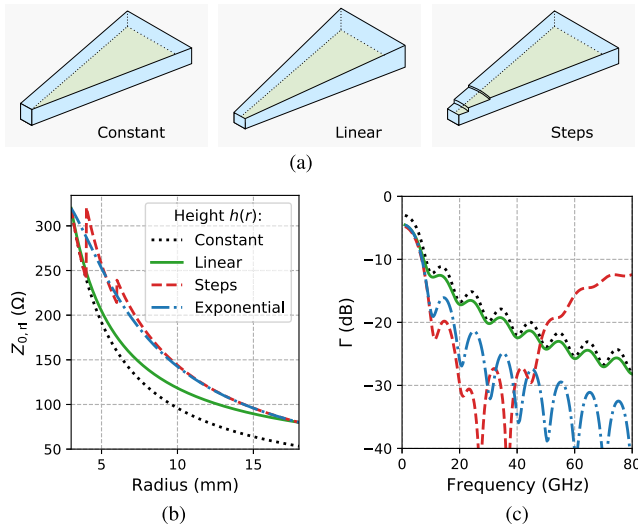 Constant
Linear
Steps
(a)
Z0,rl (Ω)
300
250
200
150
100
50
Height h(r):
Constant
Linear
Steps
Exponential
5
10
15
Radius (mm)
(b)
Γ (dB)
0
−10
−20
−30
−40
0
20
40
60
80
Frequency (GHz)
(c)